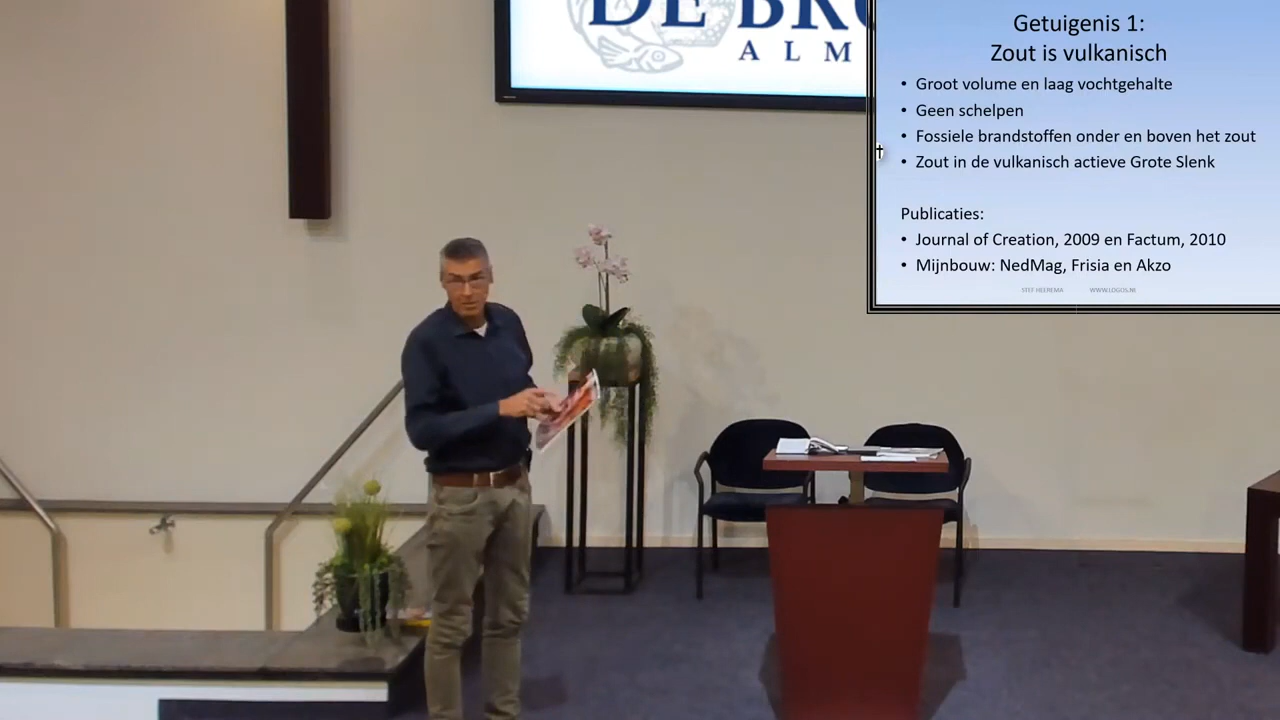 DE BRO
ALM
Getuigenis 1:
Zout is vulkanisch
• Groot volume en laag vochtgehalte
• Geen schelpen
• Fossiele brandstoffen onder en boven het zout
• Zout in de vulkanisch actieve Grote Slenk
Publicaties:
• Journal of Creation, 2009 en Factum, 2010
• Mijnbouw: NedMag, Frisia en Akzo
STEF HEEREMA WWW.LOGOS.NL